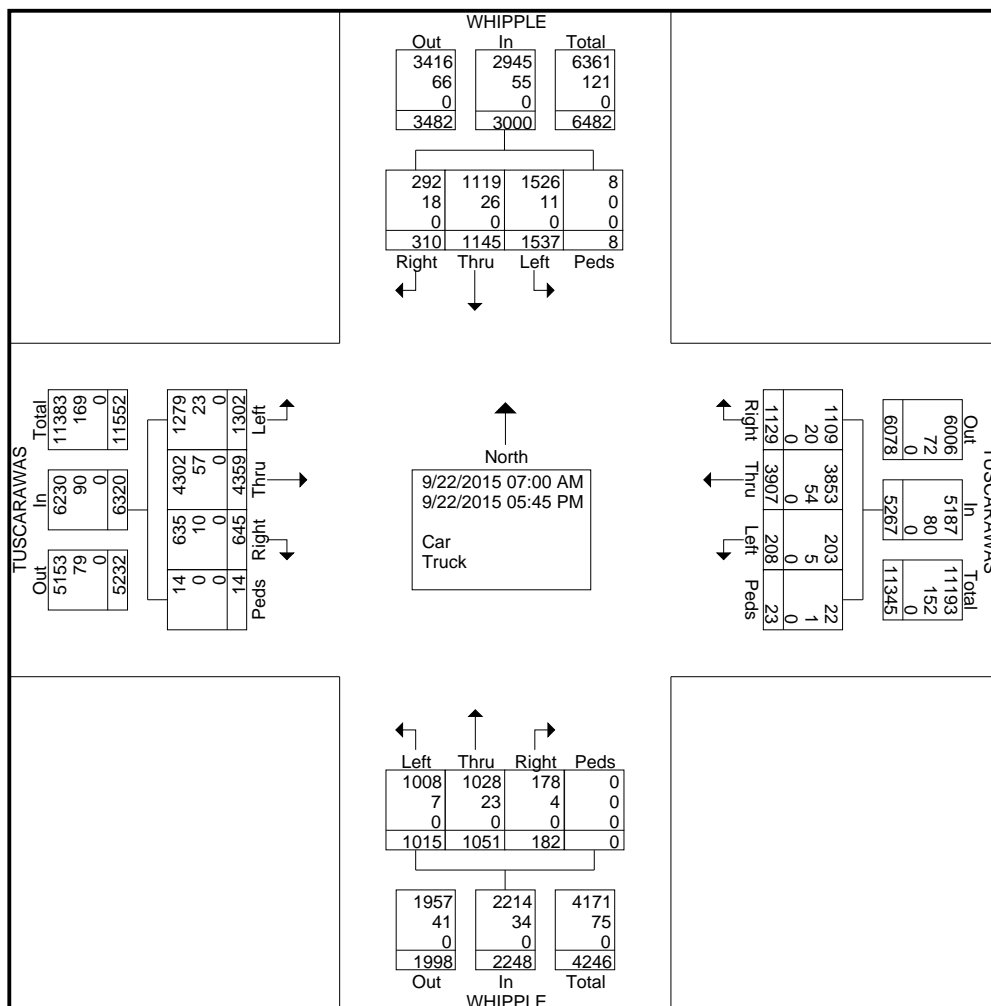 WHIPPLE
Out In Total
3416 2945 6361
66 55 121
0 0 0
3482 3000 6482
292 1119 1526 8
18 26 11 0
0 0 0 0
310 1145 1537 8
Right Thru Left Peds
TUSCARAWAS
Total In Out
11383 6230 5153
169 90 79
0 0 0
11552 6320 5232
1279 4302 635 14
23 57 10 0
0 0 0 0
1302 4359 645 14
Left Thru Right Peds
North
9/22/2015 07:00 AM
9/22/2015 05:45 PM
Car
Truck
Right Thru Left Peds
1109 3853 203 22
20 54 5 1
0 0 0 0
1129 3907 208 23
TUSCARAWAS
Out In Total
6006 5187 11193
72 80 152
0 0 0
6078 5267 11345
Left Thru Right Peds
1008 1028 178 0
7 23 4 0
0 0 0 0
1015 1051 182 0
1957 2214 4171
41 34 75
0 0 0
1998 2248 4246
Out In Total
WHIPPLE